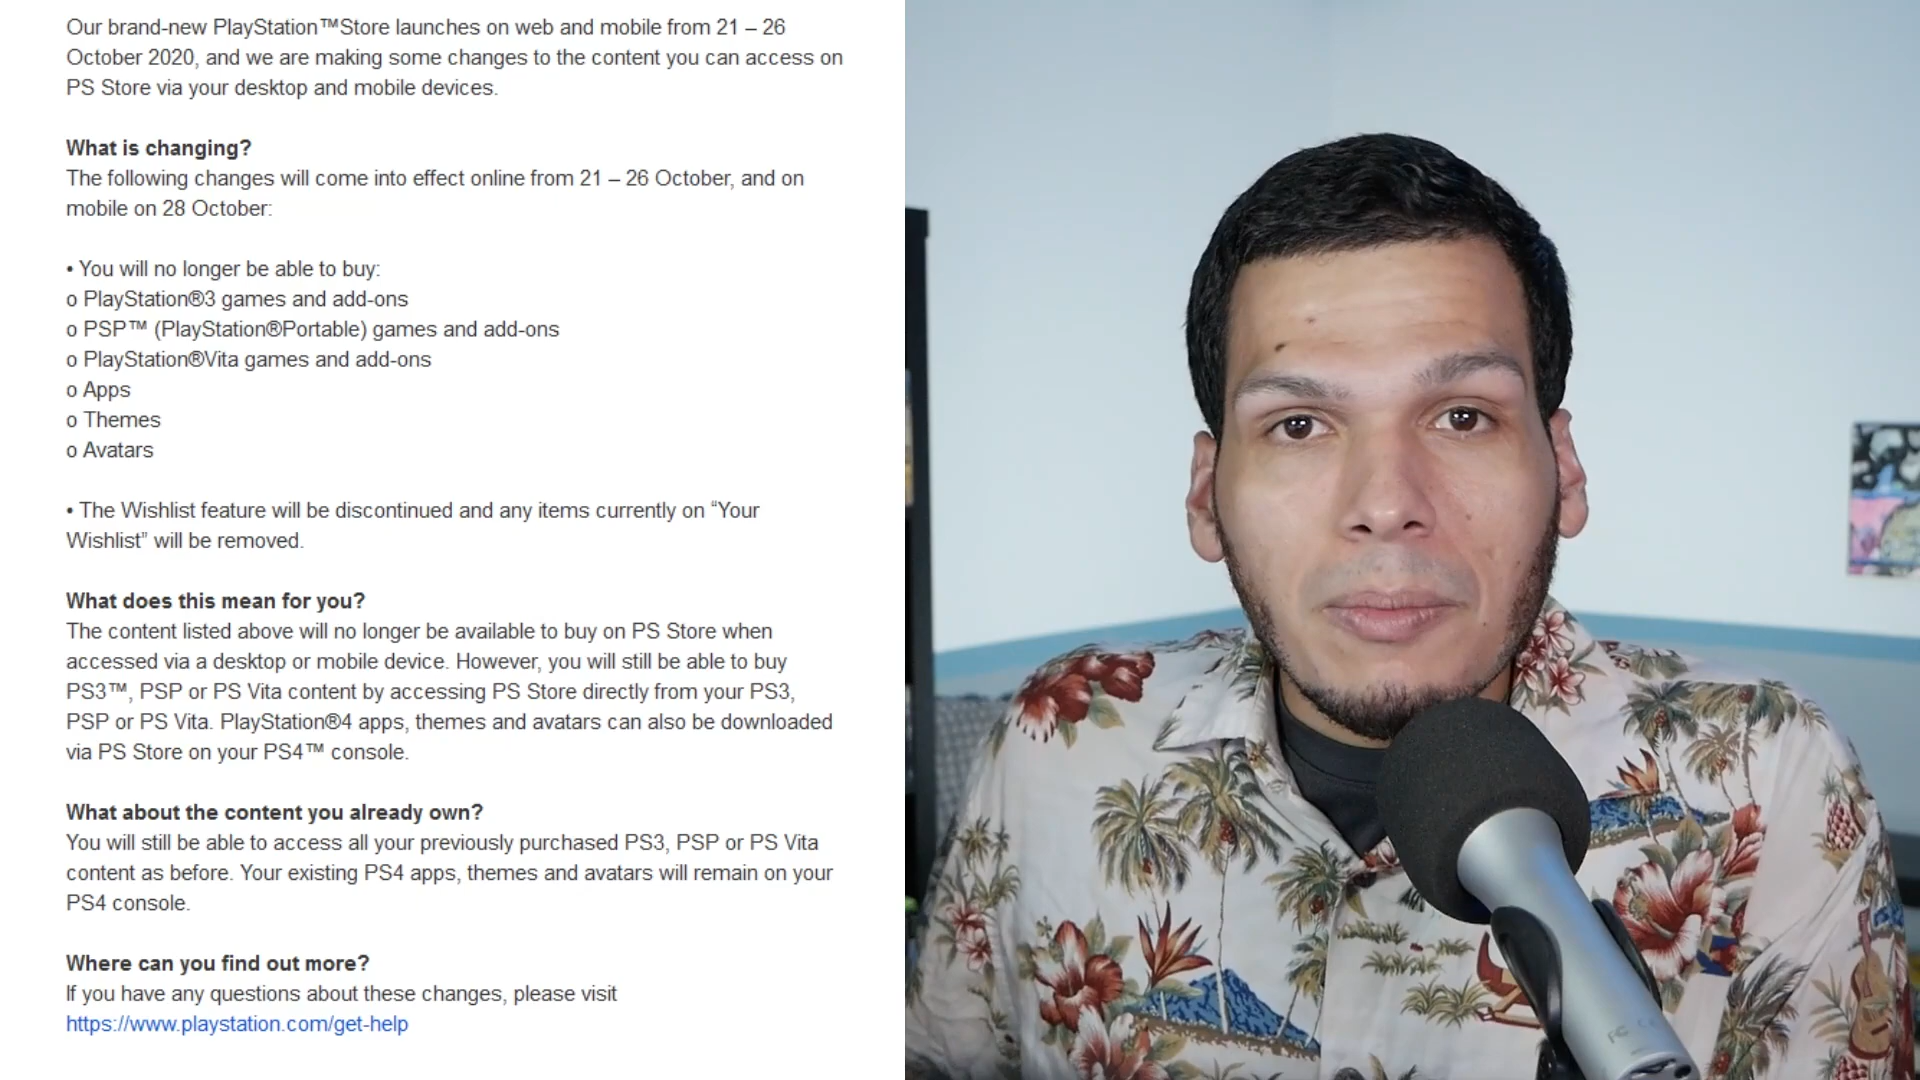 Our brand-new PlayStation™Store launches on web and mobile from 21 – 26
October 2020, and we are making some changes to the content you can access on
PS Store via your desktop and mobile devices.
What is changing?
The following changes will come into effect online from 21 – 26 October, and on
mobile on 28 October:
• You will no longer be able to buy:
o PlayStation®3 games and add-ons
o PSP™ (PlayStation®Portable) games and add-ons
o PlayStation®Vita games and add-ons
o Apps
o Themes
o Avatars
• The Wishlist feature will be discontinued and any items currently on “Your
Wishlist” will be removed.
What does this mean for you?
The content listed above will no longer be available to buy on PS Store when
accessed via a desktop or mobile device. However, you will still be able to buy
PS3™, PSP or PS Vita content by accessing PS Store directly from your PS3,
PSP or PS Vita. PlayStation®4 apps, themes and avatars can also be downloaded
via PS Store on your PS4™ console.
What about the content you already own?
You will still be able to access all your previously purchased PS3, PSP or PS Vita
content as before. Your existing PS4 apps, themes and avatars will remain on your
PS4 console.
Where can you find out more?
If you have any questions about these changes, please visit
https://www.playstation.com/get-help